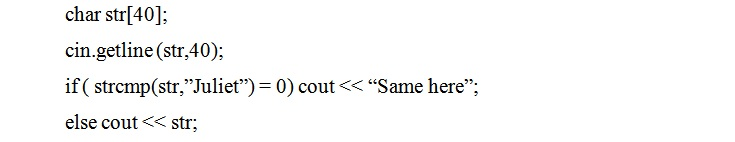 char str[40];
cin.getline(str,40);
if ( strcmp(str,”Juliet”) = 0) cout << “Same here”;
else cout << str;